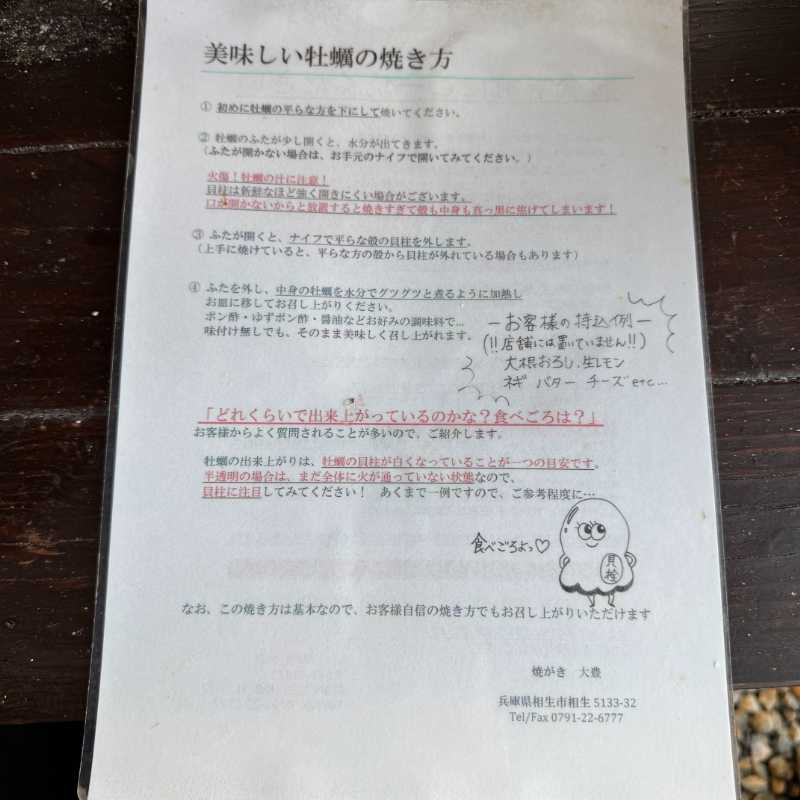 美味しい牡蠣の焼き方
① 初めに牡蠣の平らな方を下にして焼いてください。
② 牡蠣のふたが少し開くと、水分が出てきます。
(ふたが開かない場合は、お手元のナイフで開いてみてください。)
火傷！牡蠣の汁に注意！
貝柱は新鮮なほど強く開きにくい場合がございます。
口が開かないからと放置すると焼きすぎて殻も中身も真っ黒に焦げてしまいます！
③ ふたが開くと、ナイフで平らな殻の貝柱を外します。
(上手に焼けていると、平らな方の殻から貝柱が外れている場合もあります)
④ ふたを外し、中身の牡蠣を水分でグツグツと煮るように加熱し
お皿に移してお召し上がりください。
ポン酢・ゆずポン酢・醤油などお好みの調味料で…
味付け無しでも、そのまま美味しく召し上がれます。
ーお客様の持込例ー
(!!店舗には置いていません!!)
大根おろし、生レモン
ネギ バター チーズ etc…
「どれくらいで出来上がっているのかな？食べごろは？」
お客様からよく質問されることが多いので、ご紹介します。
牡蠣の出来上がりは、牡蠣の貝柱が白くなっていることが一つの目安です。
半透明の場合は、まだ全体に火が通っていない状態なので、
貝柱に注目してみてください！ あくまで一例ですので、ご参考程度に…
食べごろよっ♡
なお、この焼き方は基本なので、お客様自信の焼き方でもお召し上がりいただけます
焼がき 大豊
兵庫県相生市相生 5133-32
Tel/Fax 0791-22-6777